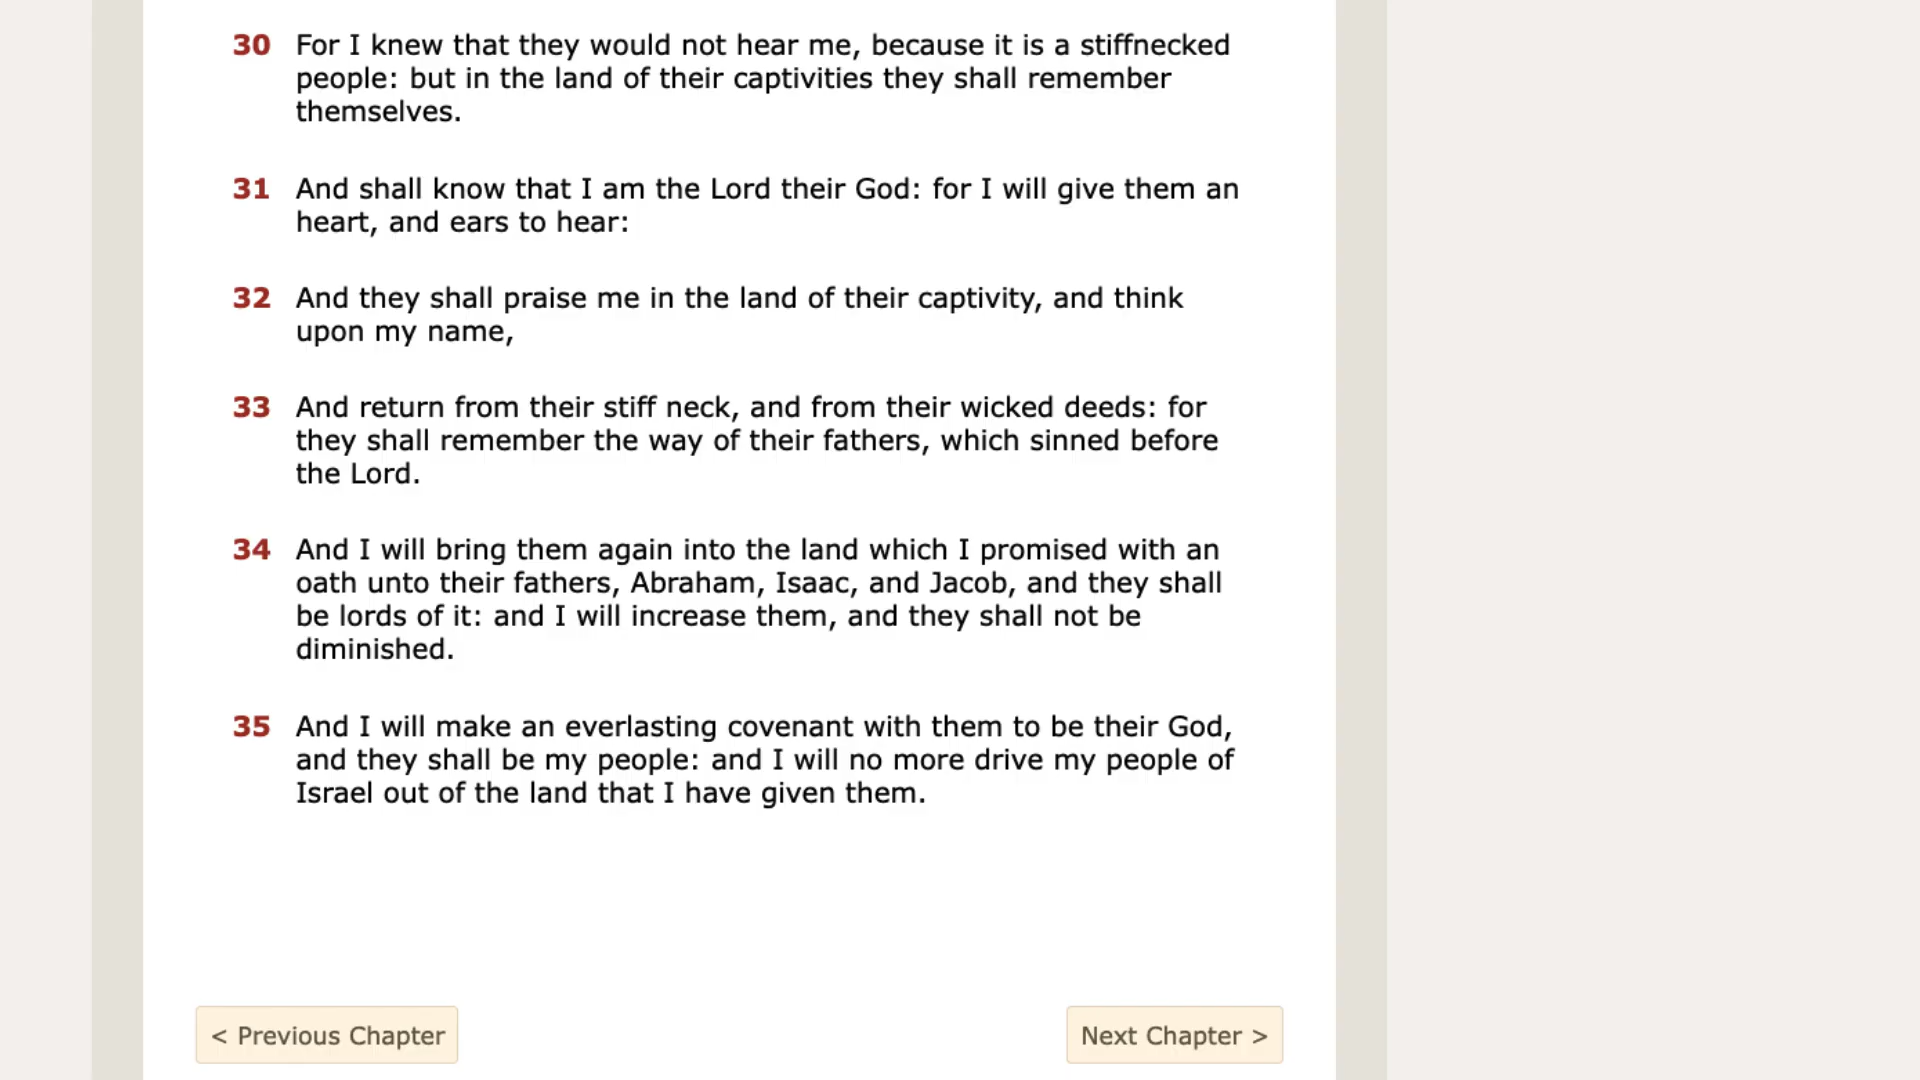 30 For I knew that they would not hear me, because it is a stiffnecked
people: but in the land of their captivities they shall remember
themselves.
31 And shall know that I am the Lord their God: for I will give them an
heart, and ears to hear:
32 And they shall praise me in the land of their captivity, and think
upon my name,
33 And return from their stiff neck, and from their wicked deeds: for
they shall remember the way of their fathers, which sinned before
the Lord.
34 And I will bring them again into the land which I promised with an
oath unto their fathers, Abraham, Isaac, and Jacob, and they shall
be lords of it: and I will increase them, and they shall not be
diminished.
35 And I will make an everlasting covenant with them to be their God,
and they shall be my people: and I will no more drive my people of
Israel out of the land that I have given them.
< Previous Chapter
Next Chapter >